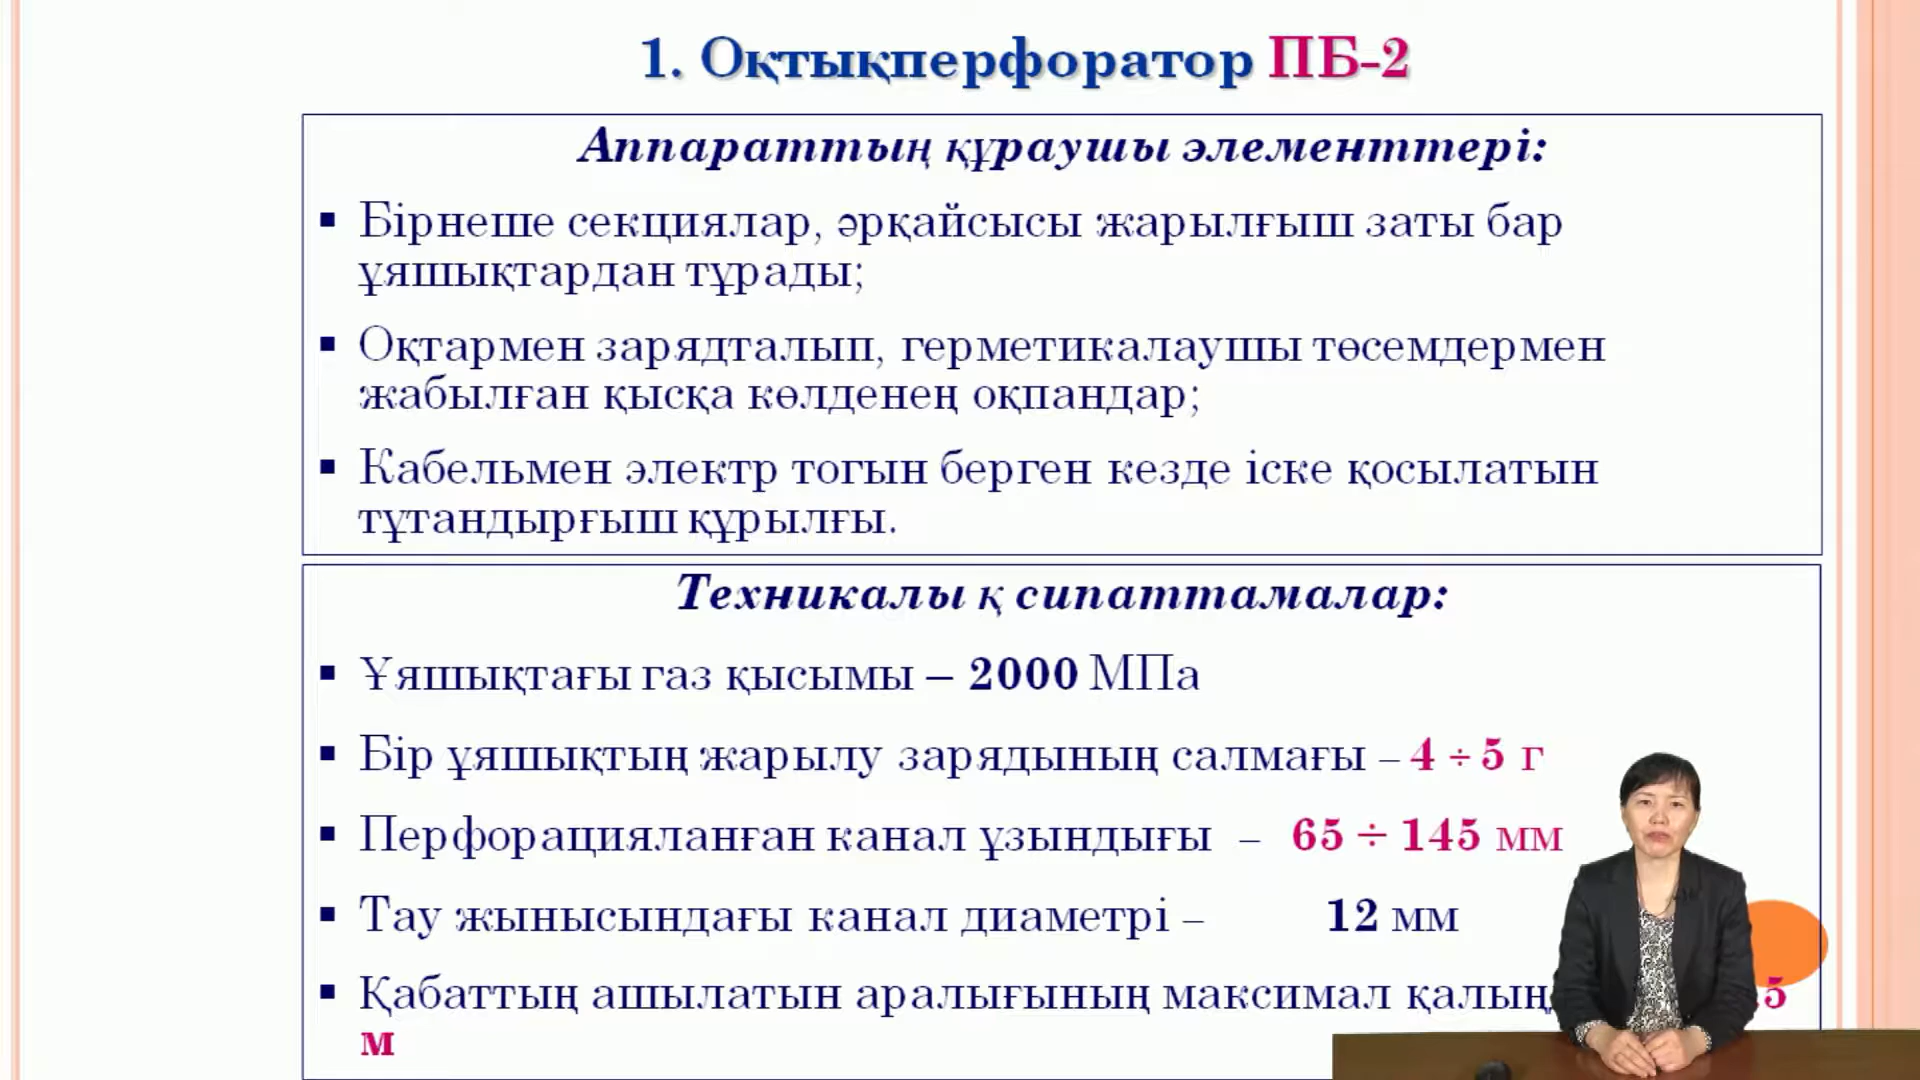 1. Оқтықперфоратор ПБ-2
Аппараттың құраушы элементтері:
▪ Бірнеше секциялар, әрқайсысы жарылғыш заты бар
ұяшықтардан тұрады;
▪ Оқтармен зарядталып, герметикалаушы төсемдермен
жабылған қысқа көлденең оқпандар;
▪ Кабельмен электр тогын берген кезде іске қосылатын
тұтандырғыш құрылғы.
Техникалы қ сипаттамалар:
▪ Ұяшықтағы газ қысымы – 2000 МПа
▪ Бір ұяшықтың жарылу зарядының салмағы – 4 ÷ 5 г
▪ Перфорацияланған канал ұзындығы – 65 ÷ 145 мм
▪ Тау жынысындағы канал диаметрі – 12 мм
▪ Қабаттың ашылатын аралығының максимал
м